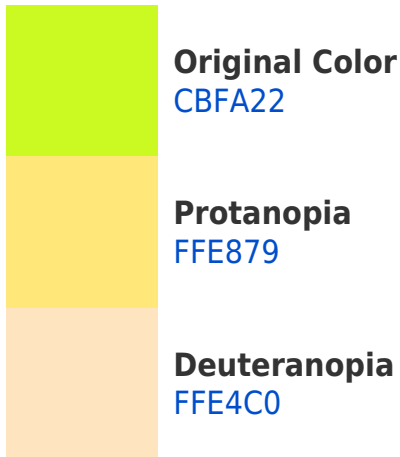 Original Color
CBFA22
Protanopia
FFE879
Deuteranopia
FFE4C0